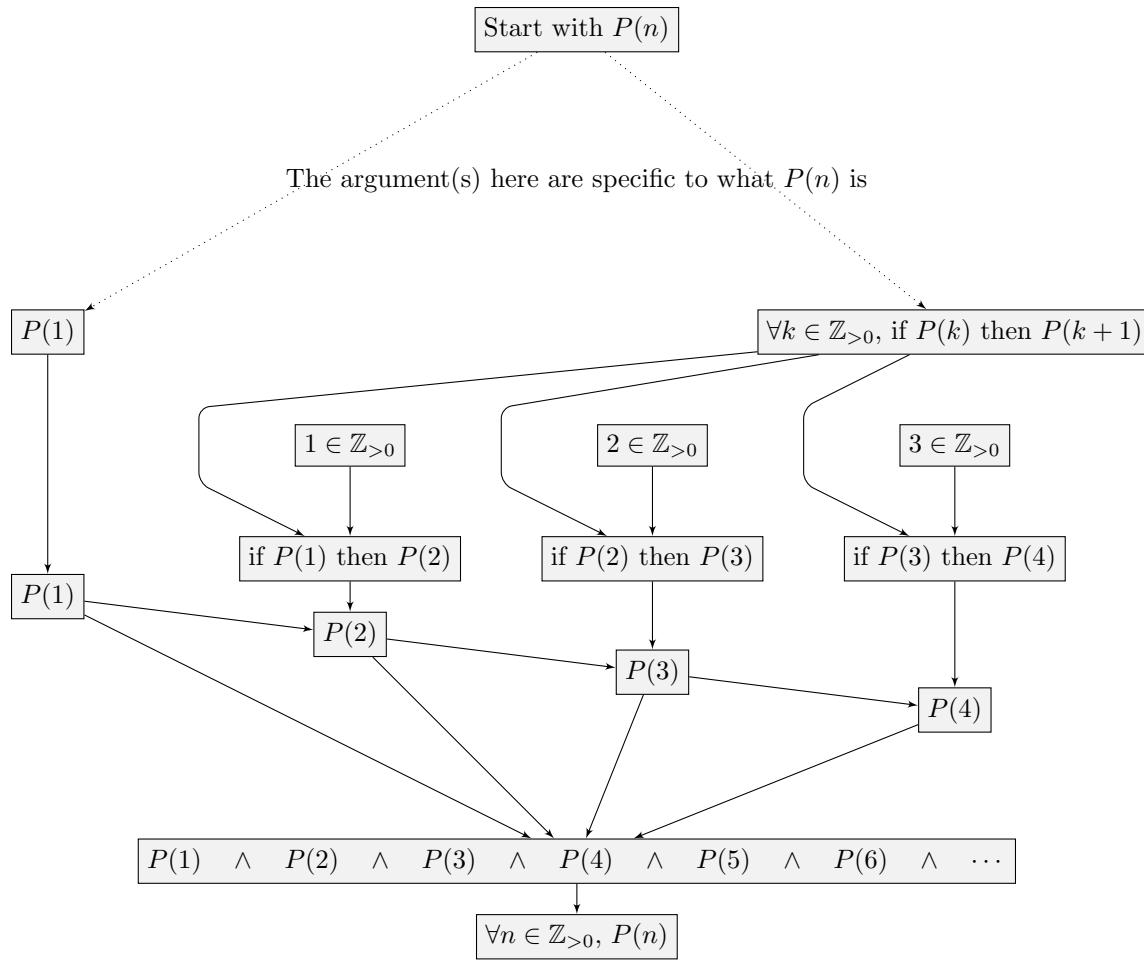 Start with P(n)
The argument(s) here are specific to what P(n) is
P(1)
∀k ∈ ℤ>0, if P(k) then P(k + 1)
1 ∈ ℤ>0
2 ∈ ℤ>0
3 ∈ ℤ>0
if P(1) then P(2)
if P(2) then P(3)
if P(3) then P(4)
P(1)
P(2)
P(3)
P(4)
P(1) ∧ P(2) ∧ P(3) ∧ P(4) ∧ P(5) ∧ P(6) ∧ ⋯
∀n ∈ ℤ>0, P(n)